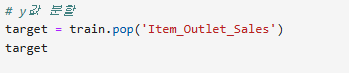 # y값 분할
target = train.pop('Item_Outlet_Sales')
target